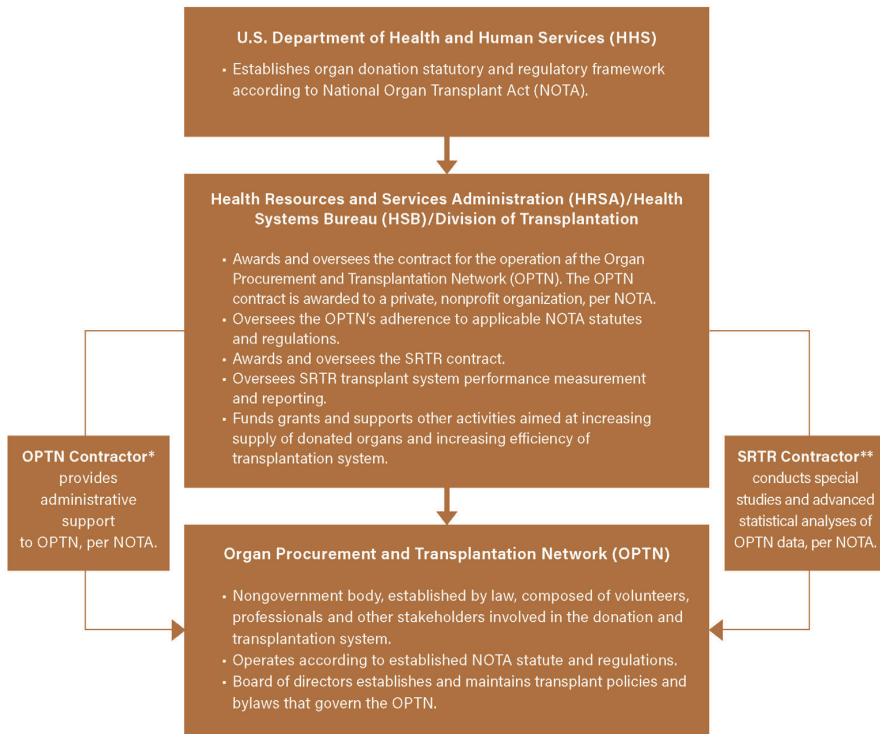 U.S. Department of Health and Human Services (HHS)
• Establishes organ donation statutory and regulatory framework
according to National Organ Transplant Act (NOTA).
Health Resources and Services Administration (HRSA)/Health
Systems Bureau (HSB)/Division of Transplantation
• Awards and oversees the contract for the operation af the Organ
Procurement and Transplantation Network (OPTN). The OPTN
contract is awarded to a private, nonprofit organization, per NOTA.
• Oversees the OPTN’s adherence to applicable NOTA statutes
and regulations.
• Awards and oversees the SRTR contract.
• Oversees SRTR transplant system performance measurement
and reporting.
• Funds grants and supports other activities aimed at increasing
supply of donated organs and increasing efficiency of
transplantation system.
OPTN Contractor*
provides
administrative
support
to OPTN, per NOTA.
SRTR Contractor**
conducts special
studies and advanced
statistical analyses of
OPTN data, per NOTA.
Organ Procurement and Transplantation Network (OPTN)
• Nongovernment body, established by law, composed of volunteers,
professionals and other stakeholders involved in the donation and
transplantation system.
• Operates according to established NOTA statute and regulations.
• Board of directors establishes and maintains transplant policies and
bylaws that govern the OPTN.